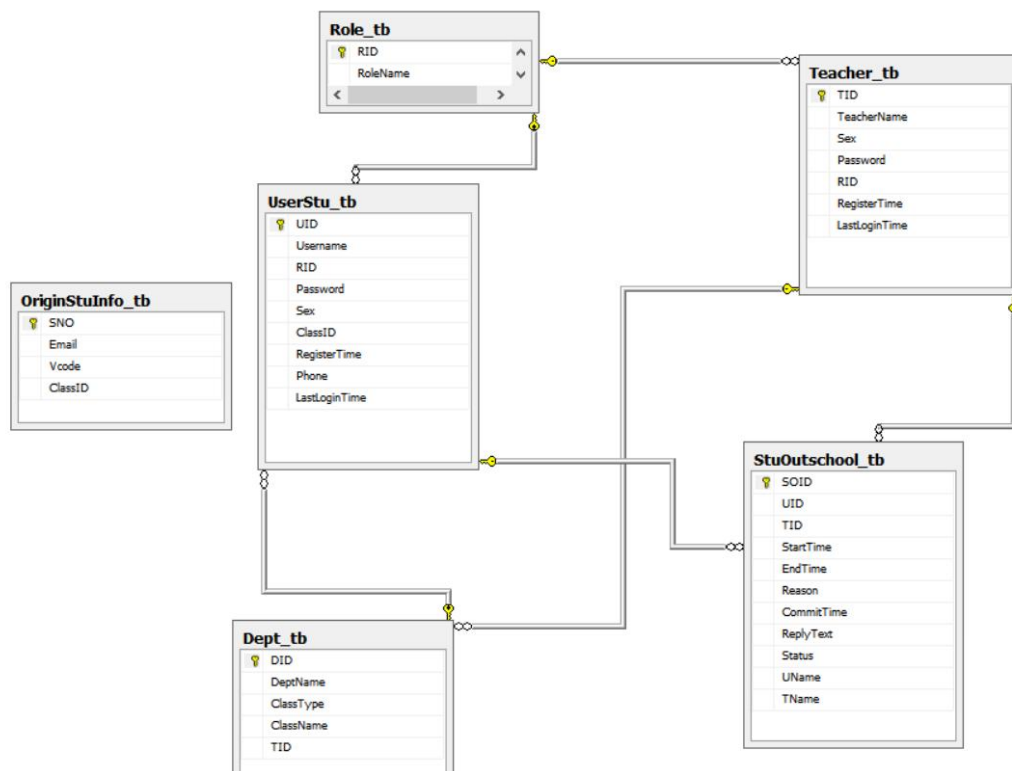 Role_tb
RID
RoleName
Teacher_tb
TID
TeacherName
Sex
Password
RID
RegisterTime
LastLoginTime
UserStu_tb
UID
Username
RID
Password
Sex
ClassID
RegisterTime
Phone
LastLoginTime
OriginStuInfo_tb
SNO
Email
Vcode
ClassID
StuOutschool_tb
SOID
UID
TID
StartTime
EndTime
Reason
CommitTime
ReplyText
Status
UName
TName
Dept_tb
DID
DeptName
ClassType
ClassName
TID